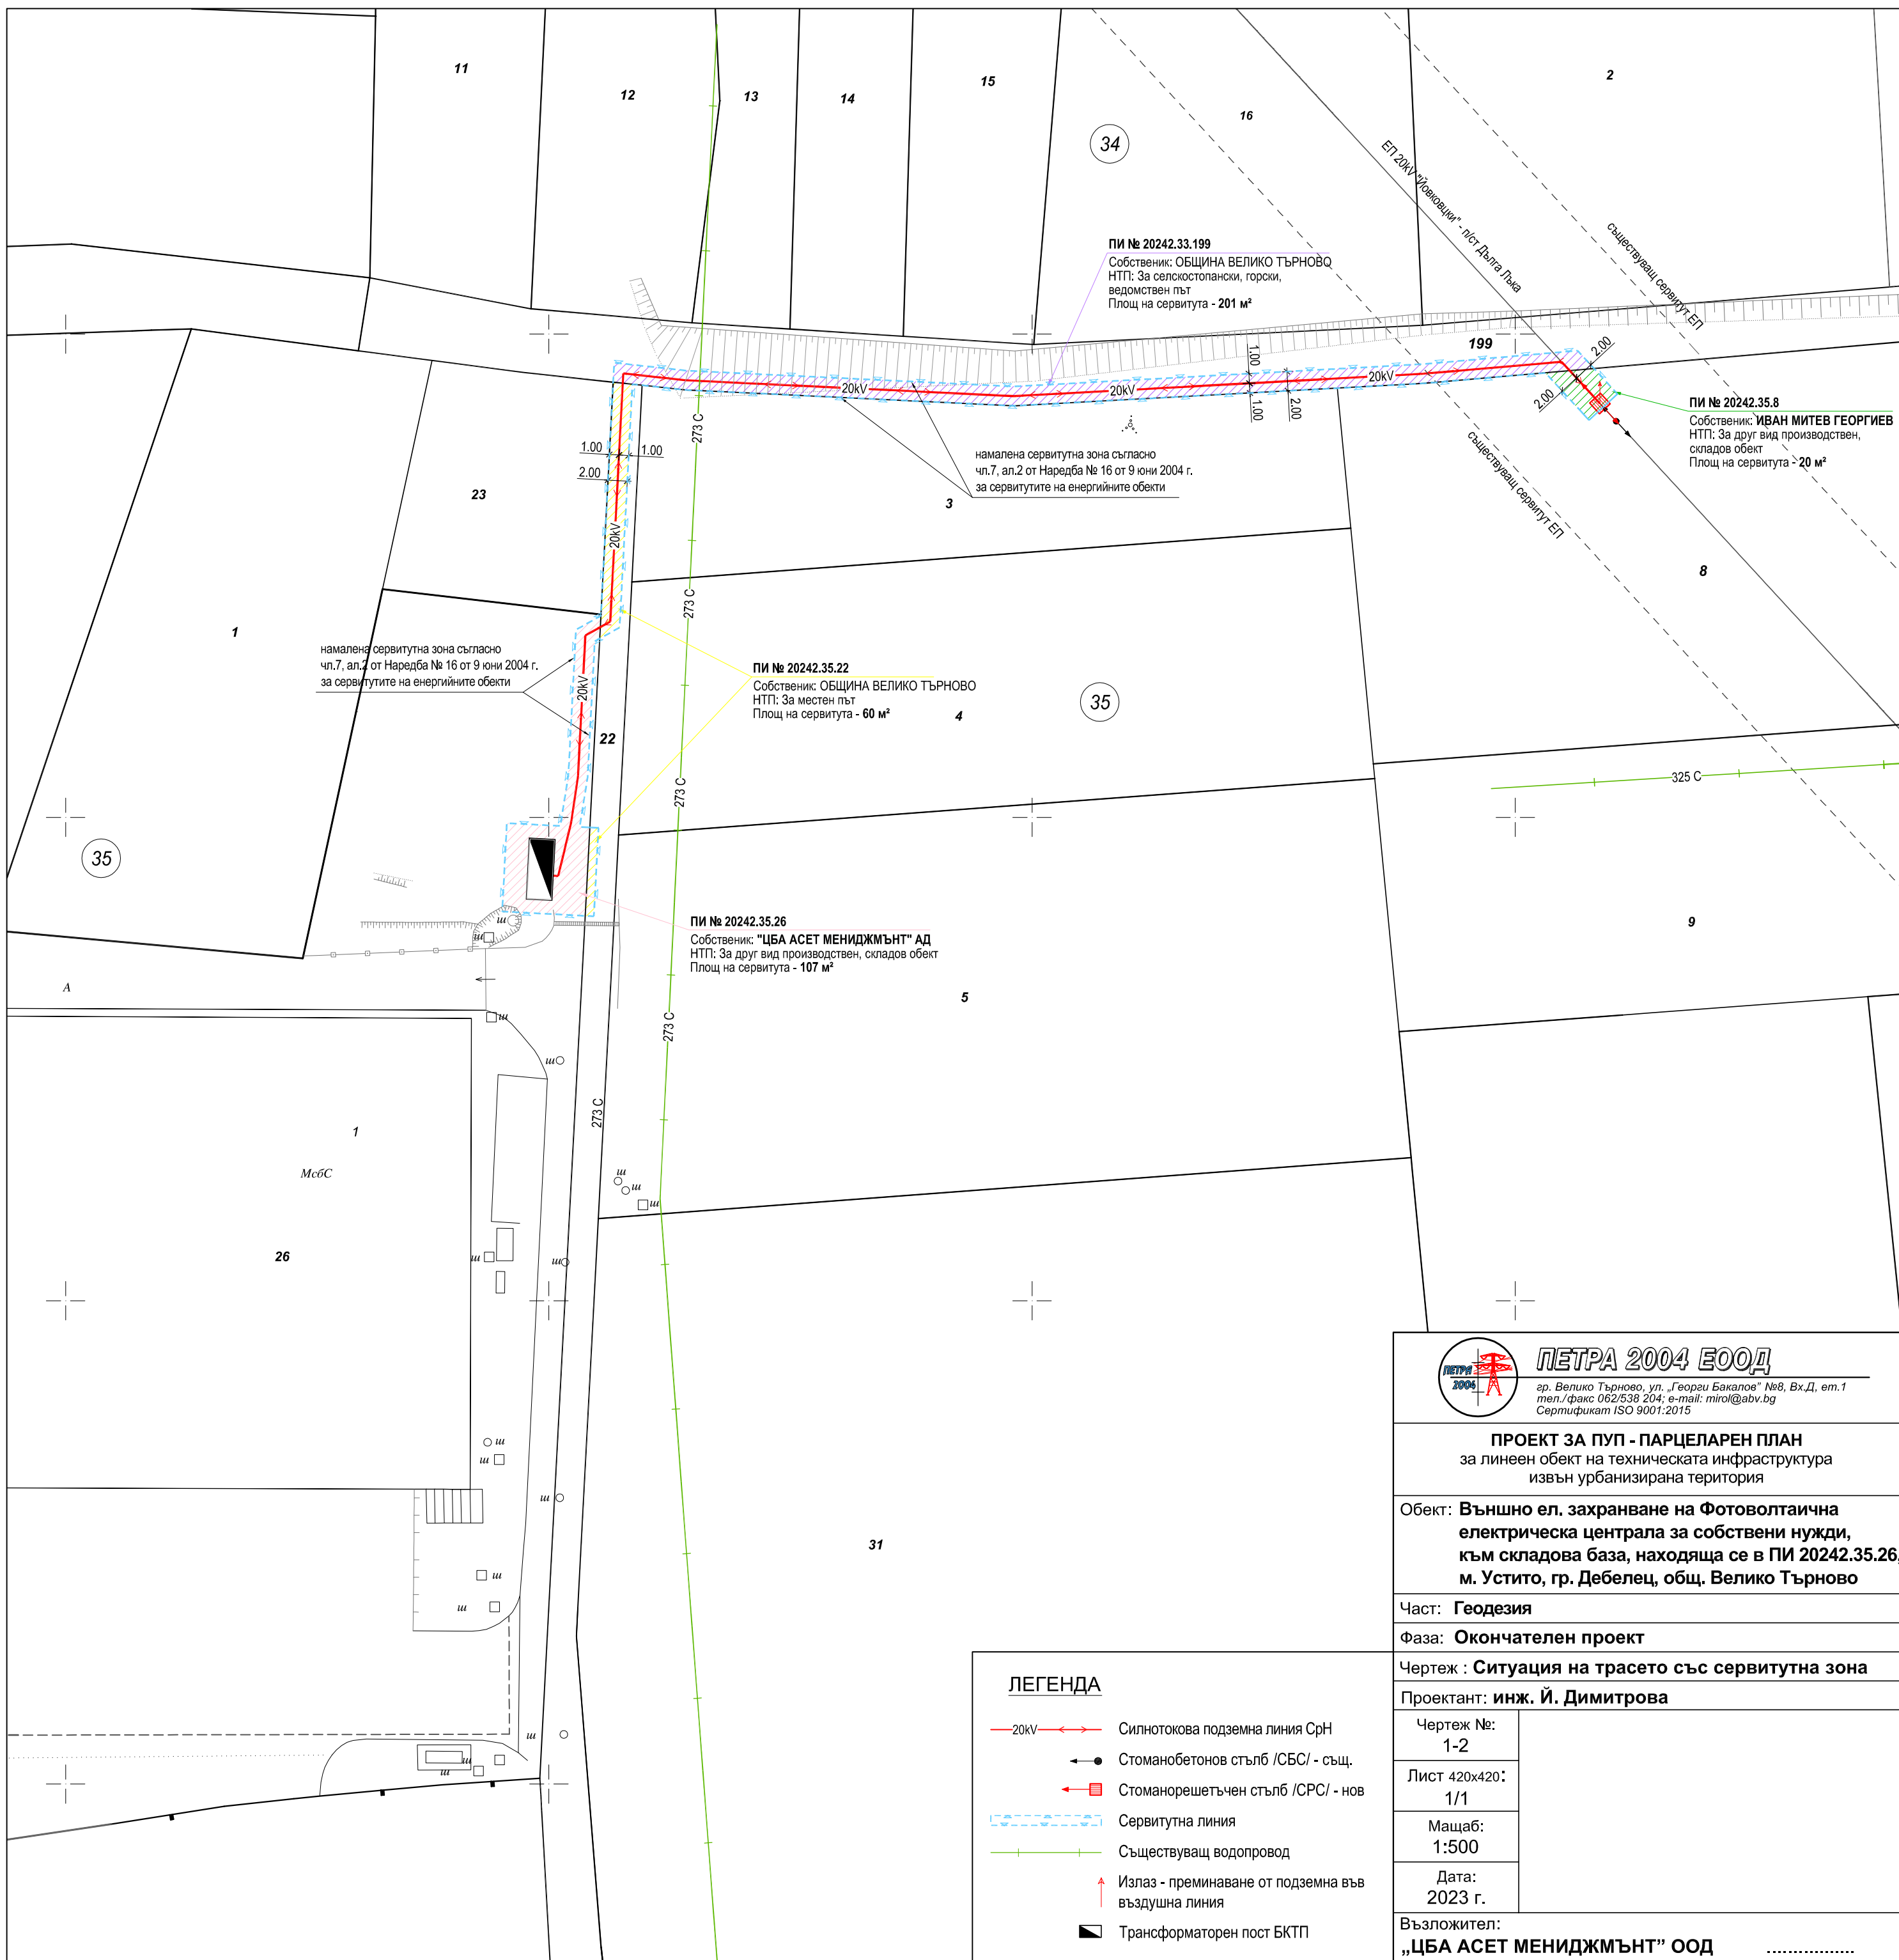 11
12
13
14
15
16
2
34
ЕП 20kV "Йовковцки" - п/ст Дълга Лъка
съществуващ сервитут ЕП
ПИ № 20242.33.199
Собственик: ОБЩИНА ВЕЛИКО ТЪРНОВО
НТП: За селскостопански, горски,
ведомствен път
Площ на сервитута - 201 м²
199
2.00
2.00
1.00
1.00
2.00
20kV
20kV
20kV
ПИ № 20242.35.8
Собственик: ИВАН МИТЕВ ГЕОРГИЕВ
НТП: За друг вид производствен,
складов обект
Площ на сервитута - 20 м²
273 С
1.00
1.00
2.00
намалена сервитутна зона съгласно
чл.7, ал.2 от Наредба № 16 от 9 юни 2004 г.
за сервитутите на енергийните обекти
съществуващ сервитут ЕП
23
3
20kV
8
273 С
1
намалена сервитутна зона съгласно
чл.7, ал.2 от Наредба № 16 от 9 юни 2004 г.
за сервитутите на енергийните обекти
20kV
ПИ № 20242.35.22
Собственик: ОБЩИНА ВЕЛИКО ТЪРНОВО
НТП: За местен път
Площ на сервитута - 60 м²
4
35
22
273 С
325 С
35
9
ш
ш
ПИ № 20242.35.26
Собственик: "ЦБА АСЕТ МЕНИДЖМЪНТ" АД
НТП: За друг вид производствен, складов обект
Площ на сервитута - 107 м²
А
5
ш
273 С
ш
273 С
1
МсбС
ш
ш
ш
26
ш
ш
ш
ш
ш
31
ш
ш
ш
ш
ш
ПЕТРА
2004
ПЕТРА 2004 ЕООД
гр. Велико Търново, ул. „Георги Бакалов" №8, Вх.Д, ет.1
тел./факс 062/538 204; e-mail: mirol@abv.bg
Сертификат ISO 9001:2015
ПРОЕКТ ЗА ПУП - ПАРЦЕЛАРЕН ПЛАН
за линеен обект на техническата инфраструктура
извън урбанизирана територия
Обект: Външно ел. захранване на Фотоволтаична
електрическа централа за собствени нужди,
към складова база, находяща се в ПИ 20242.35.26,
м. Устито, гр. Дебелец, общ. Велико Търново
Част: Геодезия
Фаза: Окончателен проект
Чертеж : Ситуация на трасето със сервитутна зона
Проектант: инж. Й. Димитрова
Чертеж №:
1-2
Лист 420x420:
1/1
Мащаб:
1:500
Дата:
2023 г.
Възложител:
„ЦБА АСЕТ МЕНИДЖМЪНТ” ООД ................
ЛЕГЕНДА
20kV Силнотокова подземна линия СрН
Стоманобетонов стълб /СБС/ - същ.
Стоманорешетъчен стълб /СРС/ - нов
Сервитутна линия
Съществуващ водопровод
Излаз - преминаване от подземна във
въздушна линия
Трансформаторен пост БКТП